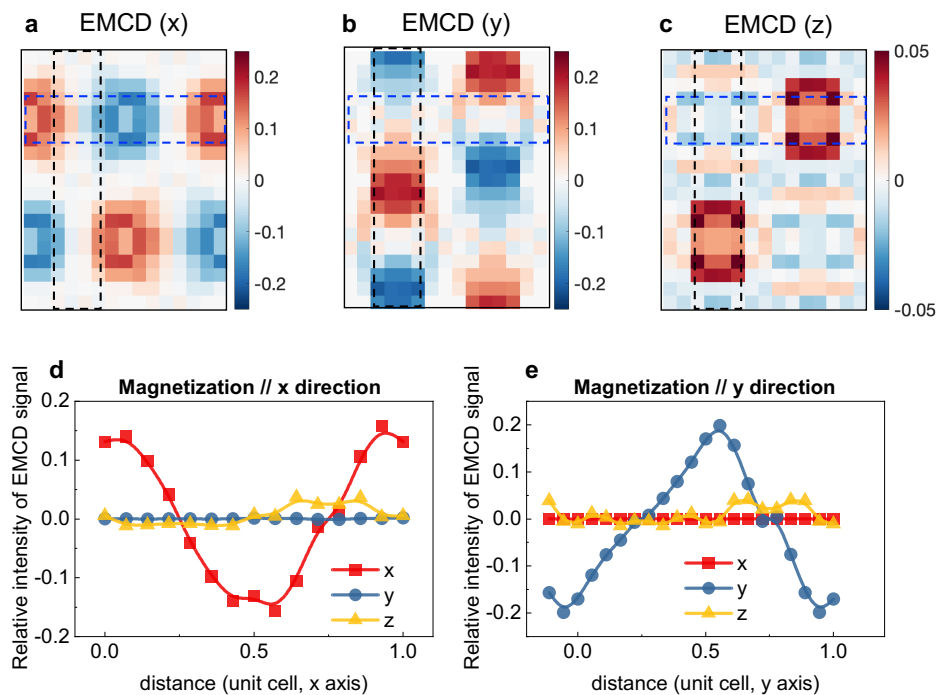 a EMCD (x)
b EMCD (y)
c EMCD (z)
0.2
0.1
0
-0.1
-0.2
0.2
0.1
0
-0.1
-0.2
0.05
0
-0.05
d
Magnetization // x direction
Relative intensity of EMCD signal
0.2
0.1
0.0
-0.1
-0.2
x
y
z
0.0 0.5 1.0
distance (unit cell, x axis)
e
Magnetization // y direction
Relative intensity of EMCD signal
0.2
0.1
0.0
-0.1
-0.2
x
y
z
0.0 0.5 1.0
distance (unit cell, y axis)